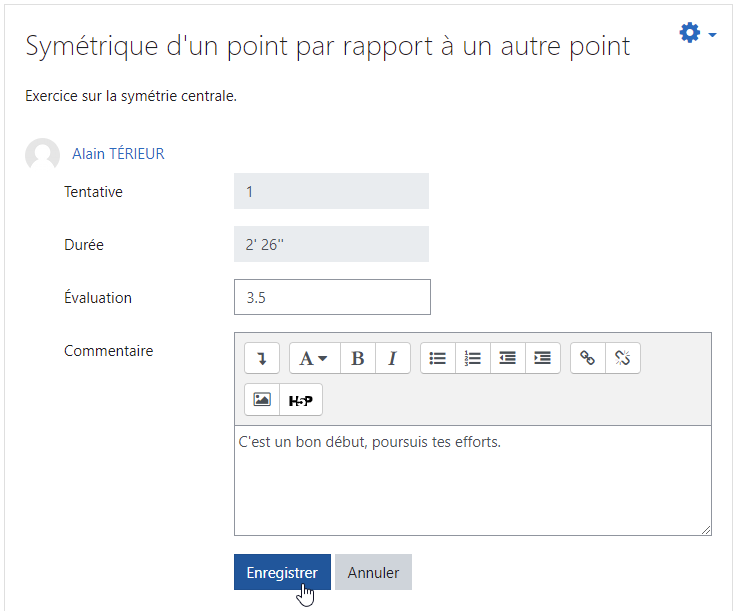 Symétrique d'un point par rapport à un autre point
Exercice sur la symétrie centrale.
Alain TÉRIEUR
Tentative 1
Durée 2' 26''
Évaluation 3.5
Commentaire
A B I
H5P
C'est un bon début, poursuis tes efforts.
Enregistrer Annuler